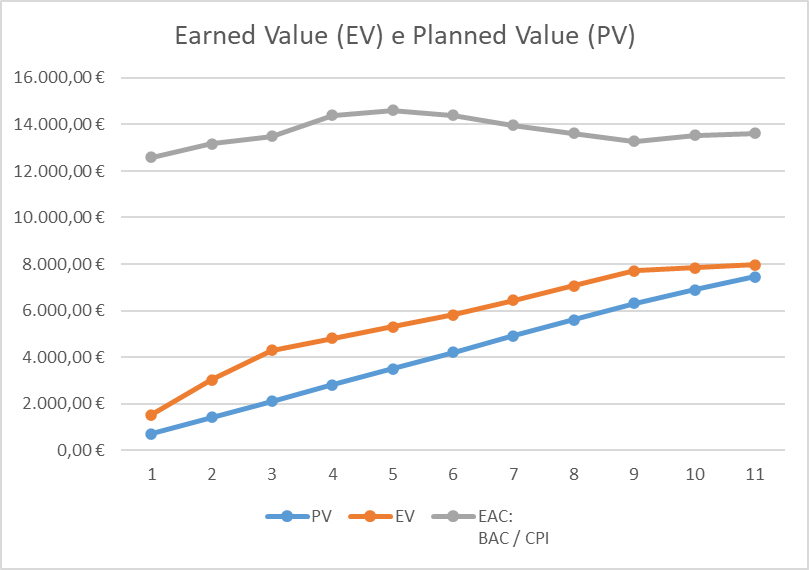 Earned Value (EV) e Planned Value (PV)
16.000,00 €
14.000,00 €
12.000,00 €
10.000,00 €
8.000,00 €
6.000,00 €
4.000,00 €
2.000,00 €
0,00 €
1 2 3 4 5 6 7 8 9 10 11
PV EV EAC:
BAC / CPI